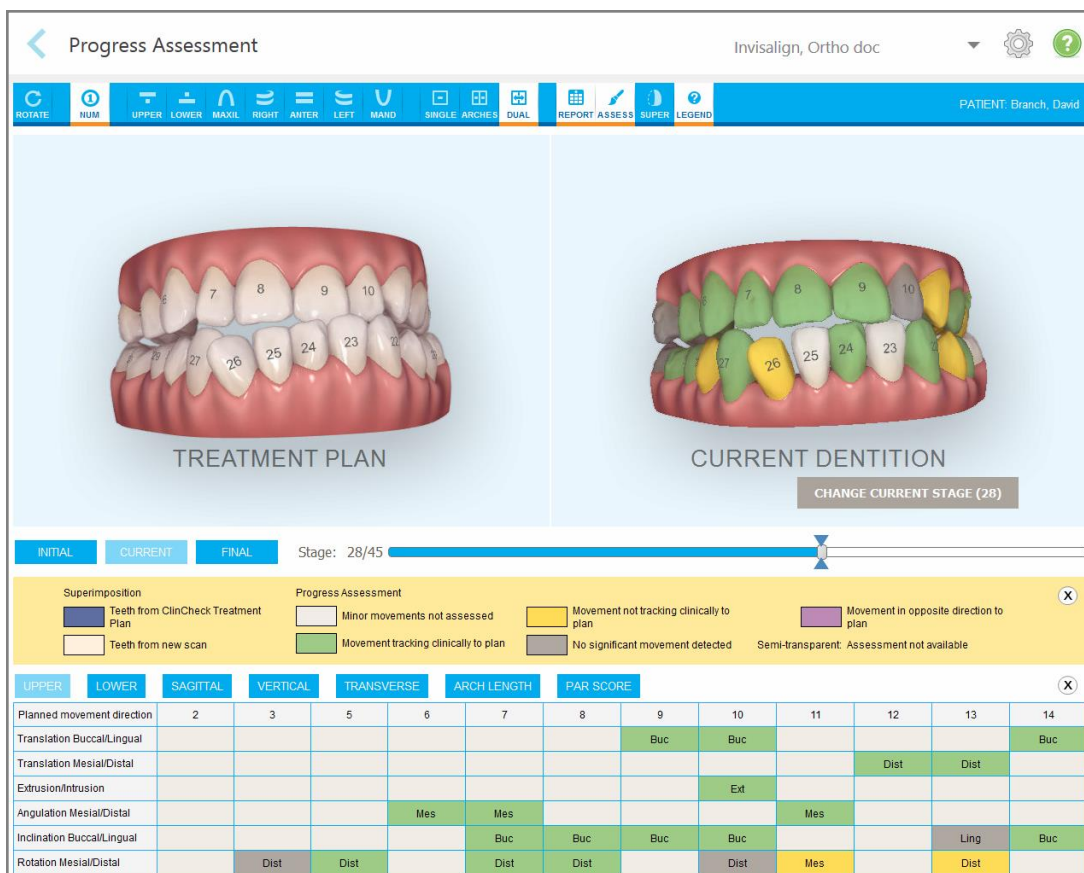 Progress Assessment
Invisalign, Ortho doc
?
ROTATE NUM UPPER LOWER MAXIL RIGHT ANTER LEFT MAND SINGLE ARCHES DUAL REPORT ASSESS SUPER LEGEND
PATIENT: Branch, David
7 8 9 10
27 26 25 24 23
8 9 10
7
27 26 25 24 23
TREATMENT PLAN
CURRENT DENTITION
CHANGE CURRENT STAGE (28)
INITIAL CURRENT FINAL Stage: 28/45
Superimposition
Teeth from ClinCheck Treatment
Plan
Teeth from new scan
Progress Assessment
Minor movements not assessed
Movement tracking clinically to plan
Movement not tracking clinically to
plan
No significant movement detected
Movement in opposite direction to
plan
Semi-transparent: Assessment not available
X
UPPER LOWER SAGITTAL VERTICAL TRANSVERSE ARCH LENGTH PAR SCORE X
Planned movement direction 2 3 5 6 7 8 9 10 11 12 13 14
Translation Buccal/Lingual Buc Buc Buc
Translation Mesial/Distal Dist Dist
Extrusion/Intrusion Ext
Angulation Mesial/Distal Mes Mes Mes
Inclination Buccal/Lingual Buc Buc Buc Buc Ling Buc
Rotation Mesial/Distal Dist Dist Dist Dist Dist Mes Dist